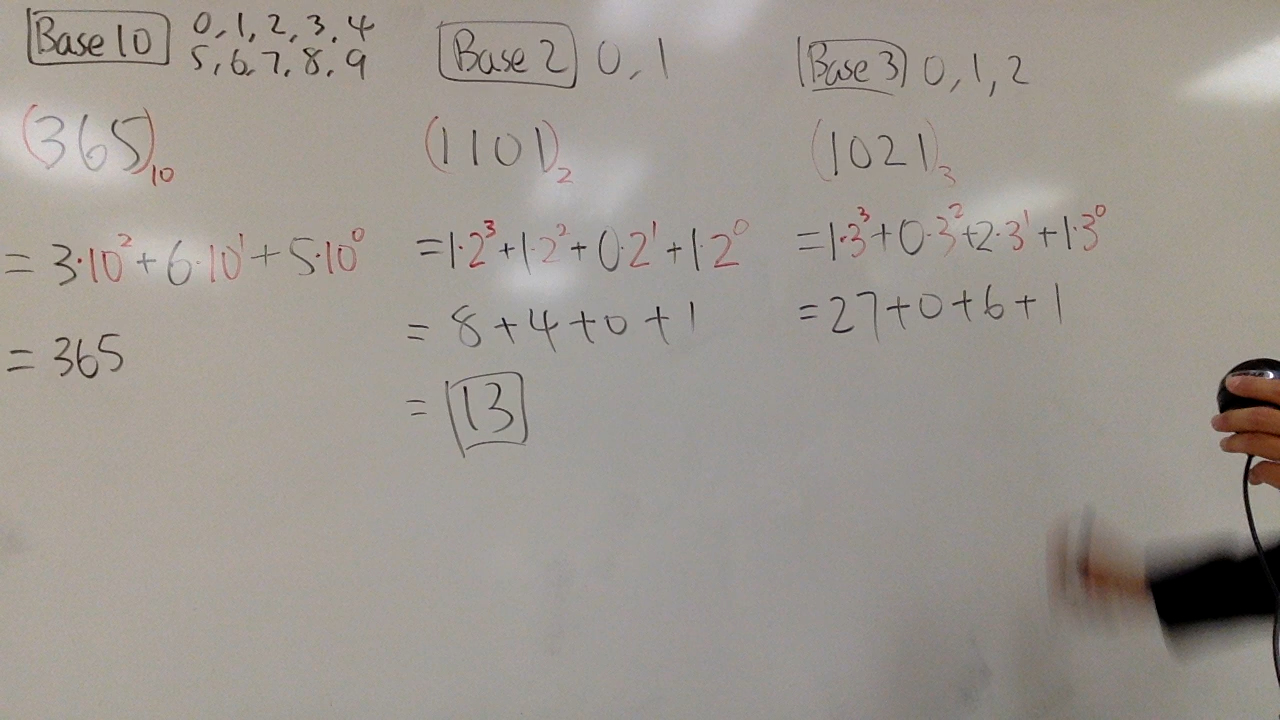 Base 10 0, 1, 2, 3, 4
5, 6, 7, 8, 9
(365)₁₀
= 3·10² + 6·10¹ + 5·10⁰
= 365
Base 2 0, 1
(1101)₂
= 1·2³ + 1·2² + 0·2¹ + 1·2⁰
= 8 + 4 + 0 + 1
= 13
Base 3 0, 1, 2
(1021)₃
= 1·3³ + 0·3² + 2·3¹ + 1·3⁰
= 27 + 0 + 6 + 1